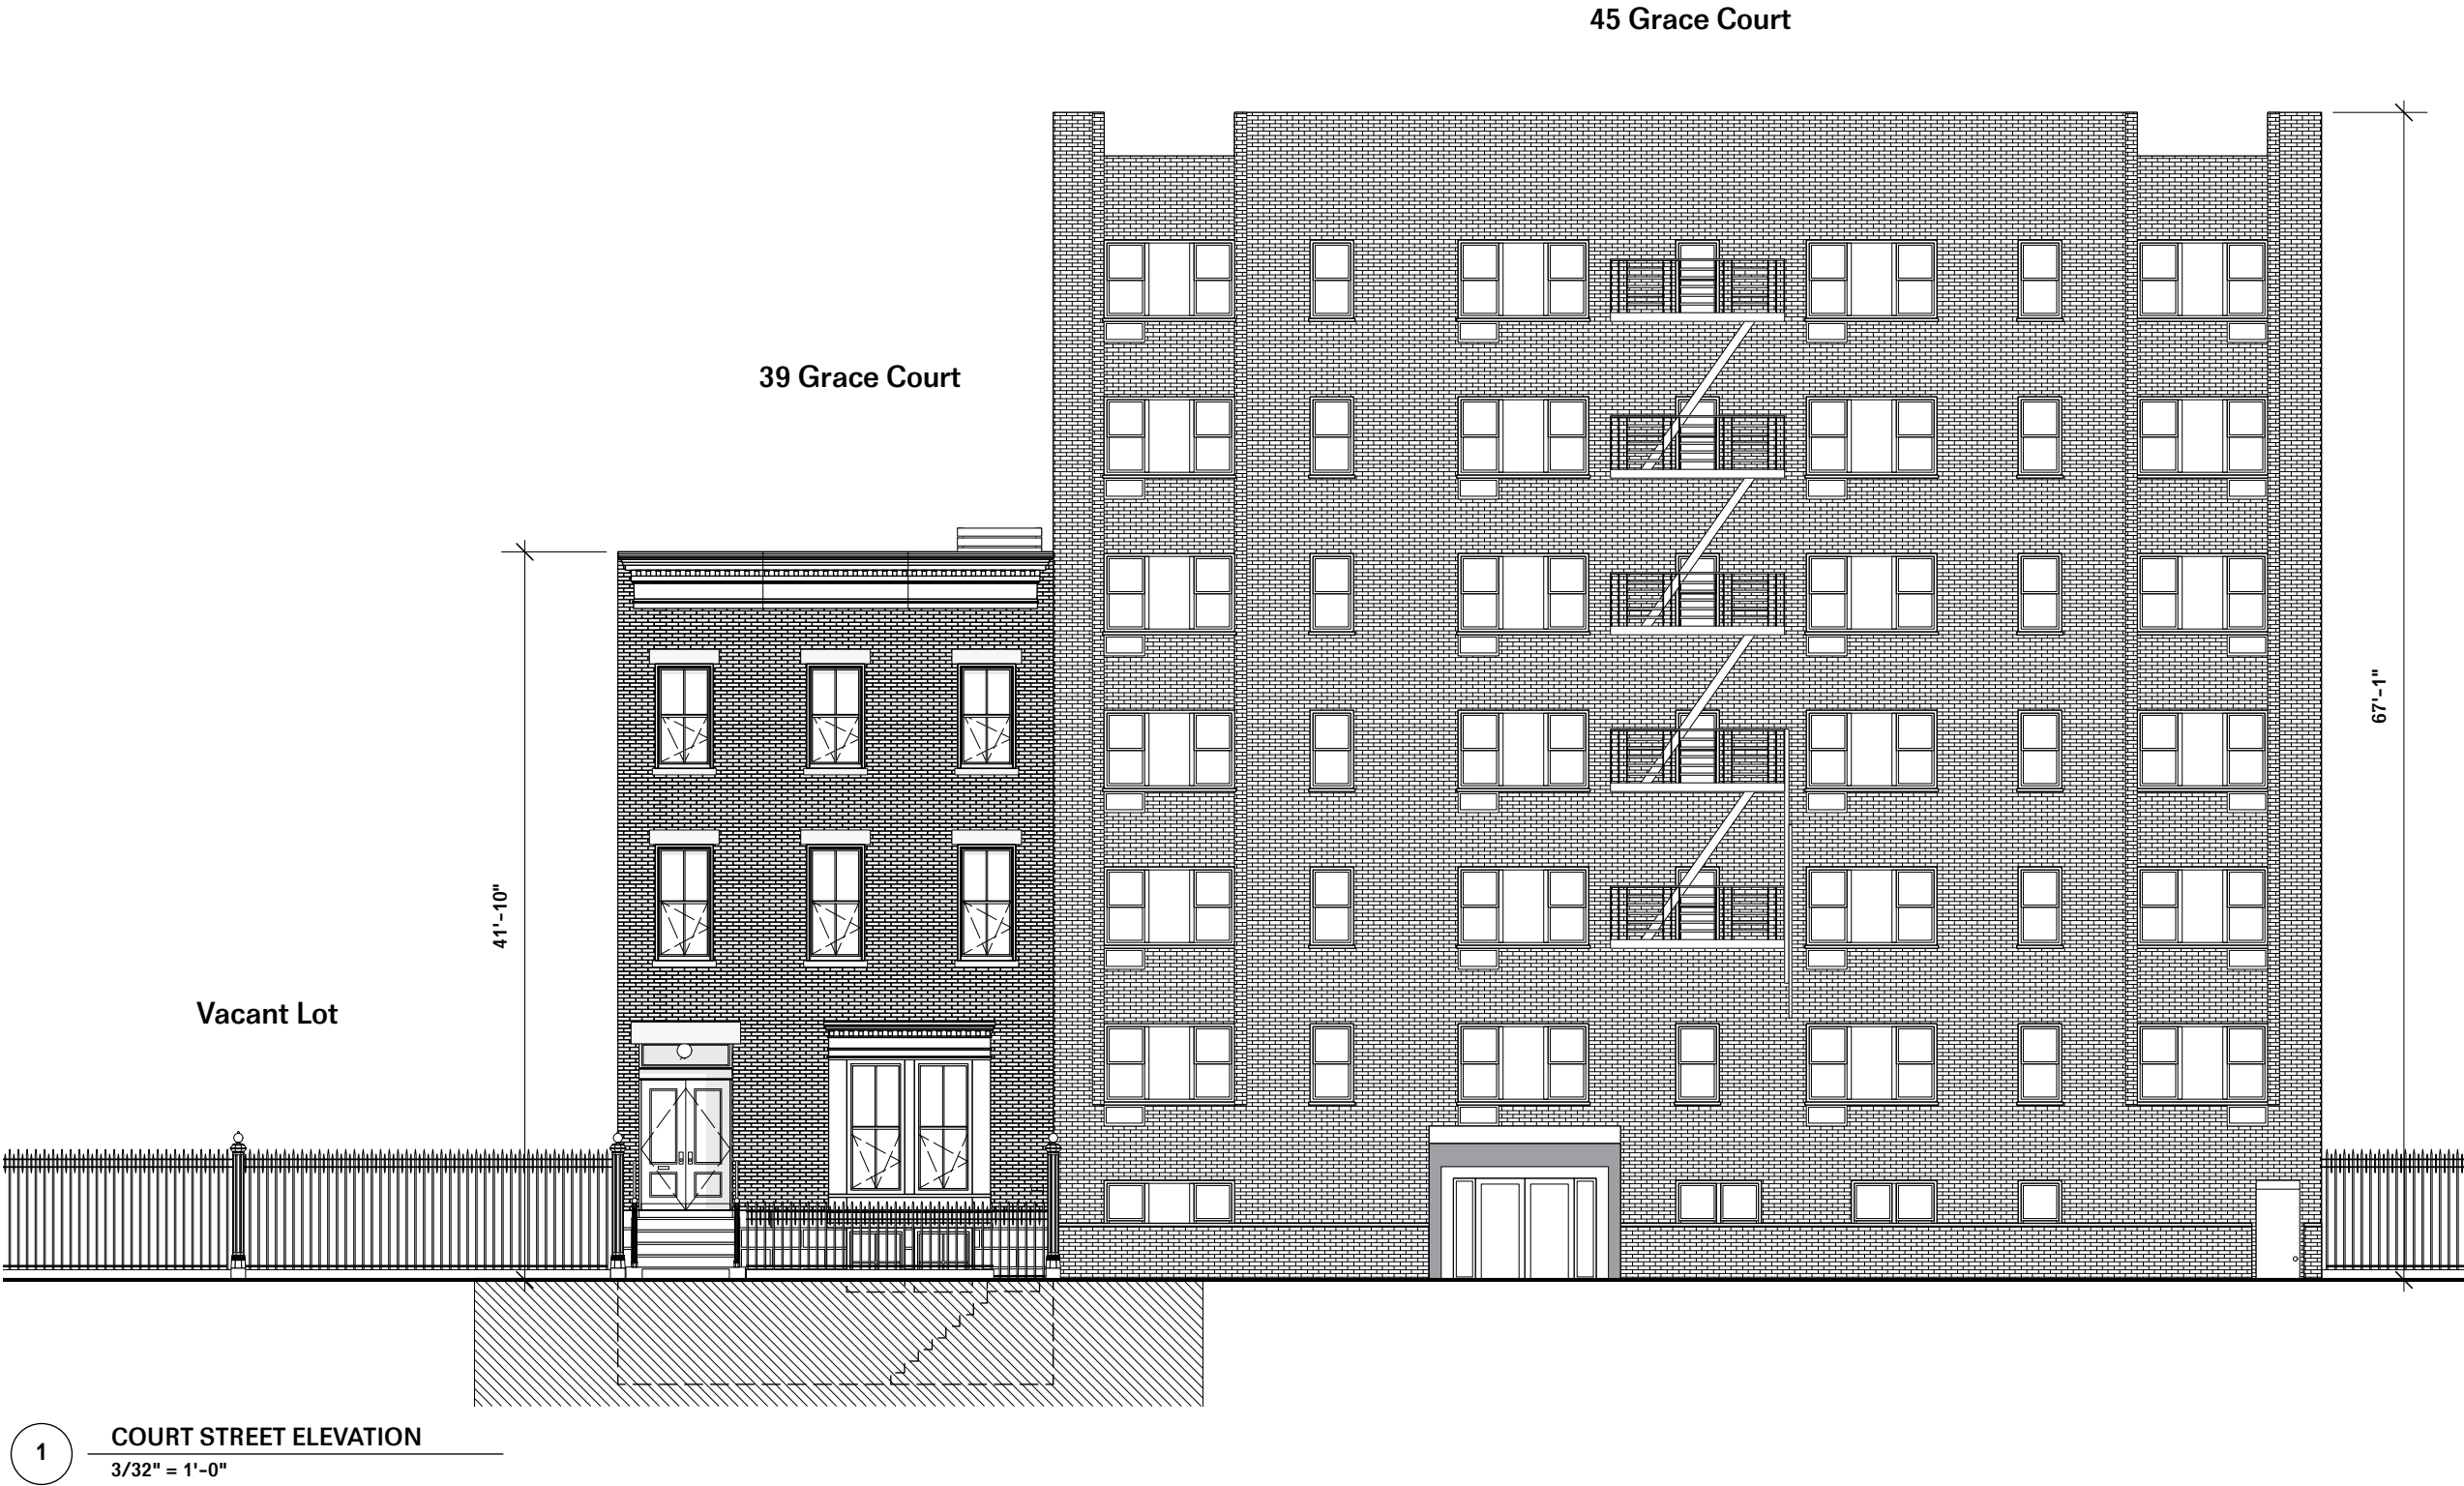 45 Grace Court
39 Grace Court
67'-1"
41'-10"
Vacant Lot
1
COURT STREET ELEVATION
3/32" = 1'-0"